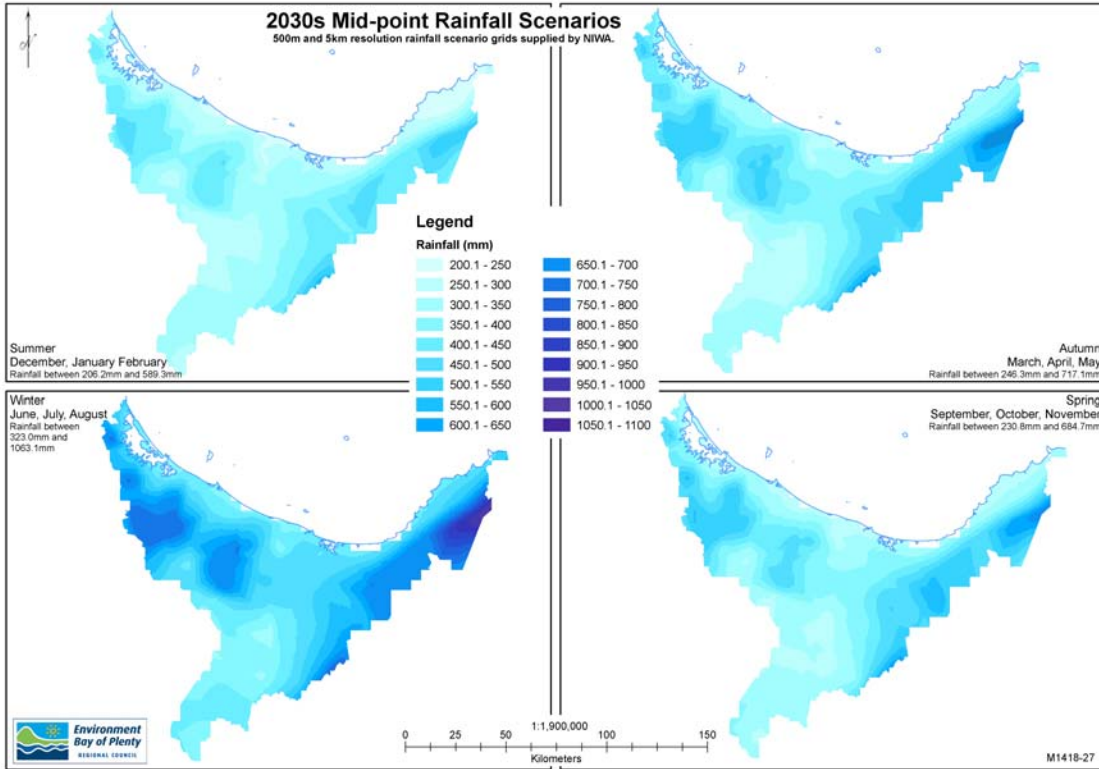 2030s Mid-point Rainfall Scenarios
500m and 5km resolution rainfall scenario grids supplied by NIWA.
N
Summer
December, January February
Rainfall between 206.2mm and 589.3mm
Autumn
March, April, May
Rainfall between 246.3mm and 717.1mm
Legend
Rainfall (mm)
200.1 - 250
250.1 - 300
300.1 - 350
350.1 - 400
400.1 - 450
450.1 - 500
500.1 - 550
550.1 - 600
600.1 - 650
650.1 - 700
700.1 - 750
750.1 - 800
800.1 - 850
850.1 - 900
900.1 - 950
950.1 - 1000
1000.1 - 1050
1050.1 - 1100
Winter
June, July, August
Rainfall between
323.0mm and
1063.1mm
Spring
September, October, November
Rainfall between 230.8mm and 684.7mm
Environment
Bay of Plenty
REGIONAL COUNCIL
1:1,900,000
0 25 50 100 150
Kilometers
M1418-27